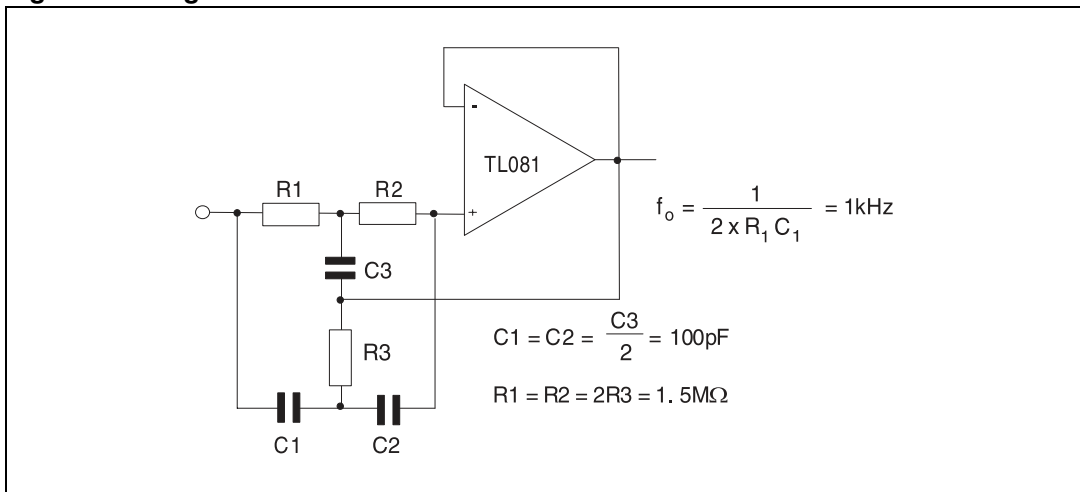 -
TL081
R1
R2
+
C3
R3
C1
C2
f_o = 1 / 2 x R_1 C_1 = 1kHz
C1 = C2 = C3 / 2 = 100pF
R1 = R2 = 2R3 = 1. 5MΩ